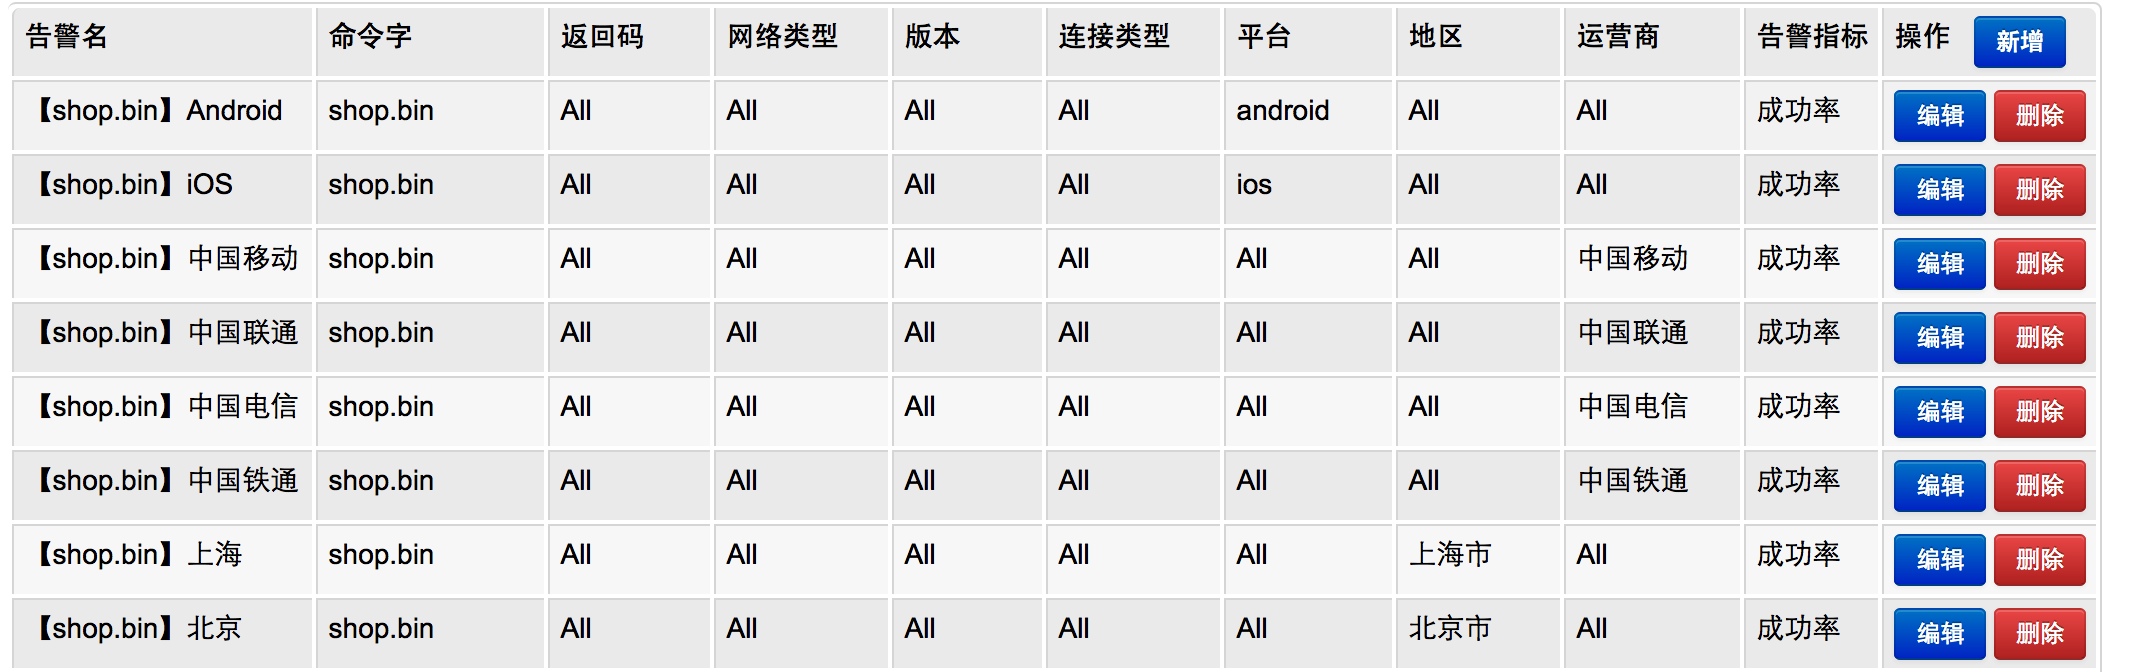 告警名 命令字 返回码 网络类型 版本 连接类型 平台 地区 运营商 告警指标 操作 新增
【shop.bin】Android shop.bin All All All All android All All 成功率 编辑 删除
【shop.bin】iOS shop.bin All All All All ios All All 成功率 编辑 删除
【shop.bin】中国移动 shop.bin All All All All All All 中国移动 成功率 编辑 删除
【shop.bin】中国联通 shop.bin All All All All All All 中国联通 成功率 编辑 删除
【shop.bin】中国电信 shop.bin All All All All All All 中国电信 成功率 编辑 删除
【shop.bin】中国铁通 shop.bin All All All All All All 中国铁通 成功率 编辑 删除
【shop.bin】上海 shop.bin All All All All All 上海市 All 成功率 编辑 删除
【shop.bin】北京 shop.bin All All All All All 北京市 All 成功率 编辑 删除